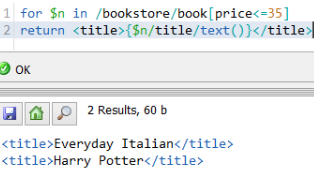 1 for $n in /bookstore/book[price<=35]
2 return <title>{$n/title/text()}</title>
OK
2 Results, 60 b
<title>Everyday Italian</title>
<title>Harry Potter</title>